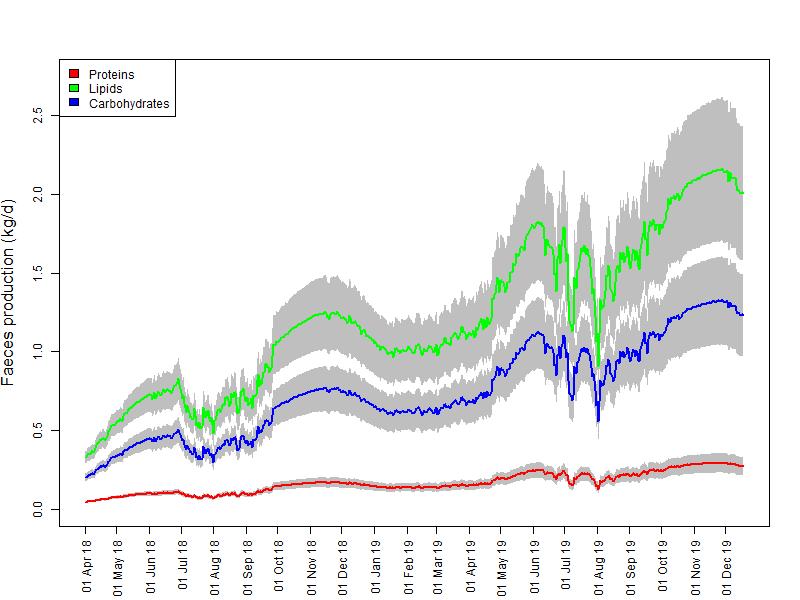 Proteins
Lipids
Carbohydrates
Faeces production (kg/d)
2.5
2.0
1.5
1.0
0.5
0.0
01 Apr 18
01 May 18
01 Jun 18
01 Jul 18
01 Aug 18
01 Sep 18
01 Oct 18
01 Nov 18
01 Dec 18
01 Jan 19
01 Feb 19
01 Mar 19
01 Apr 19
01 May 19
01 Jun 19
01 Jul 19
01 Aug 19
01 Sep 19
01 Oct 19
01 Nov 19
01 Dec 19